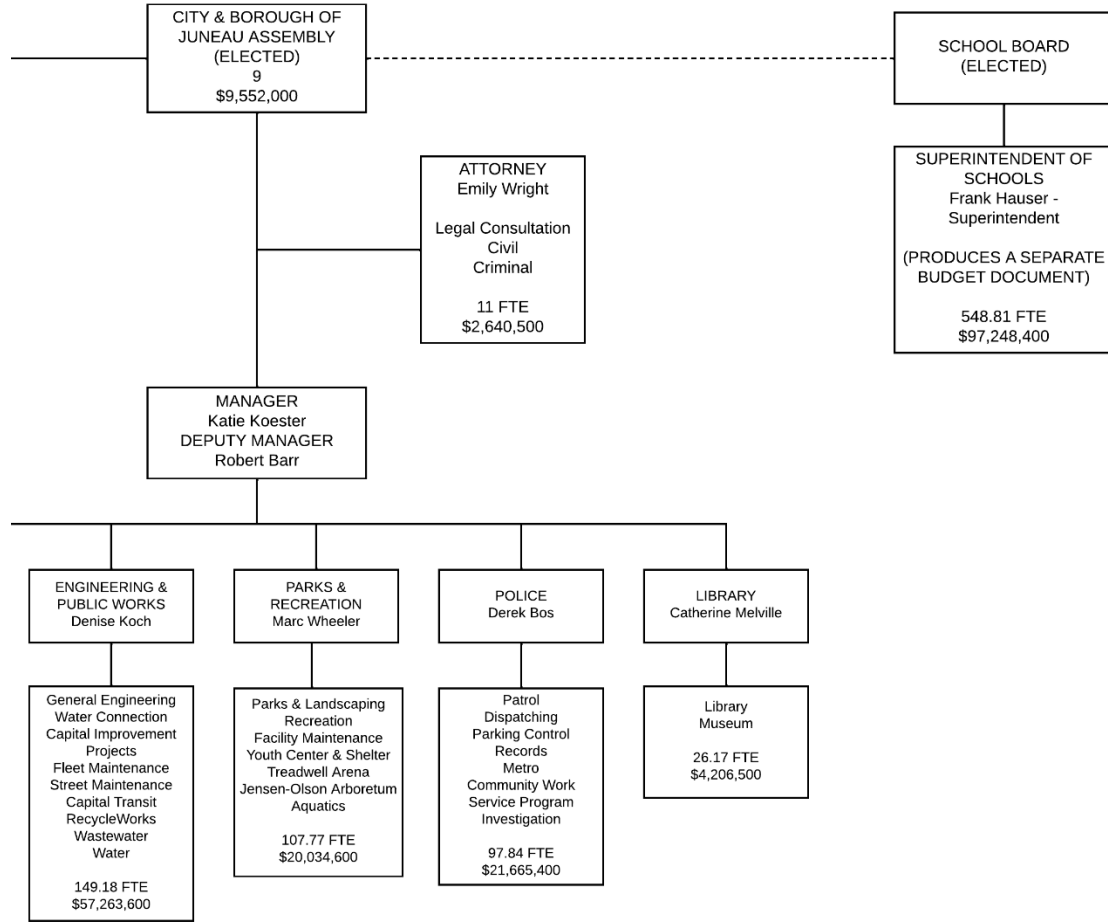 CITY & BOROUGH OF
JUNEAU ASSEMBLY
(ELECTED)
9
$9,552,000
SCHOOL BOARD
(ELECTED)
ATTORNEY
Emily Wright
Legal Consultation
Civil
Criminal
11 FTE
$2,640,500
SUPERINTENDENT OF
SCHOOLS
Frank Hauser -
Superintendent
(PRODUCES A SEPARATE
BUDGET DOCUMENT)
548.81 FTE
$97,248,400
MANAGER
Katie Koester
DEPUTY MANAGER
Robert Barr
ENGINEERING &
PUBLIC WORKS
Denise Koch
PARKS &
RECREATION
Marc Wheeler
POLICE
Derek Bos
LIBRARY
Catherine Melville
General Engineering
Water Connection
Capital Improvement
Projects
Fleet Maintenance
Street Maintenance
Capital Transit
RecycleWorks
Wastewater
Water
149.18 FTE
$57,263,600
Parks & Landscaping
Recreation
Facility Maintenance
Youth Center & Shelter
Treadwell Arena
Jensen-Olson Arboretum
Aquatics
107.77 FTE
$20,034,600
Patrol
Dispatching
Parking Control
Records
Metro
Community Work
Service Program
Investigation
97.84 FTE
$21,665,400
Library
Museum
26.17 FTE
$4,206,500